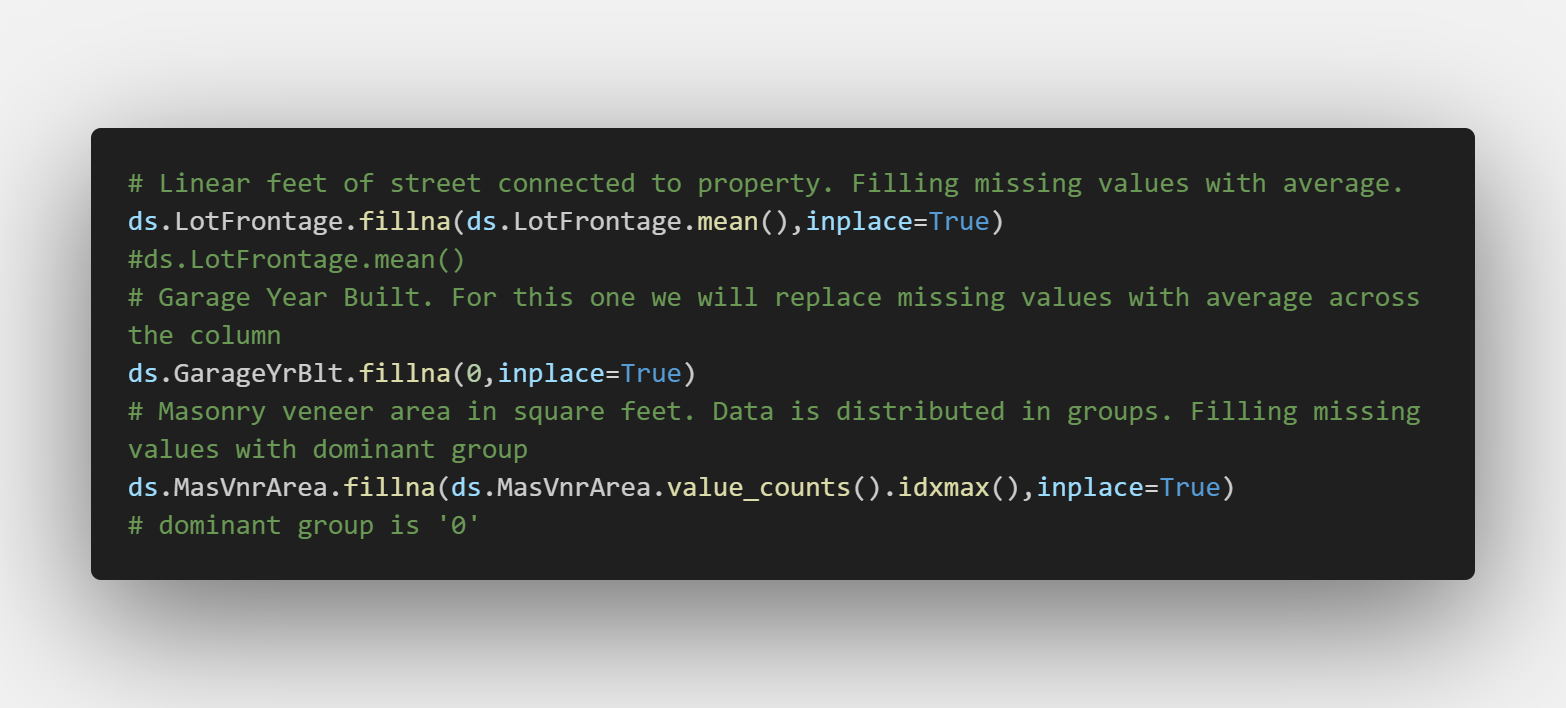 # Linear feet of street connected to property. Filling missing values with average.
ds.LotFrontage.fillna(ds.LotFrontage.mean(),inplace=True)
#ds.LotFrontage.mean()
# Garage Year Built. For this one we will replace missing values with average across
the column
ds.GarageYrBlt.fillna(0,inplace=True)
# Masonry veneer area in square feet. Data is distributed in groups. Filling missing
values with dominant group
ds.MasVnrArea.fillna(ds.MasVnrArea.value_counts().idxmax(),inplace=True)
# dominant group is '0'